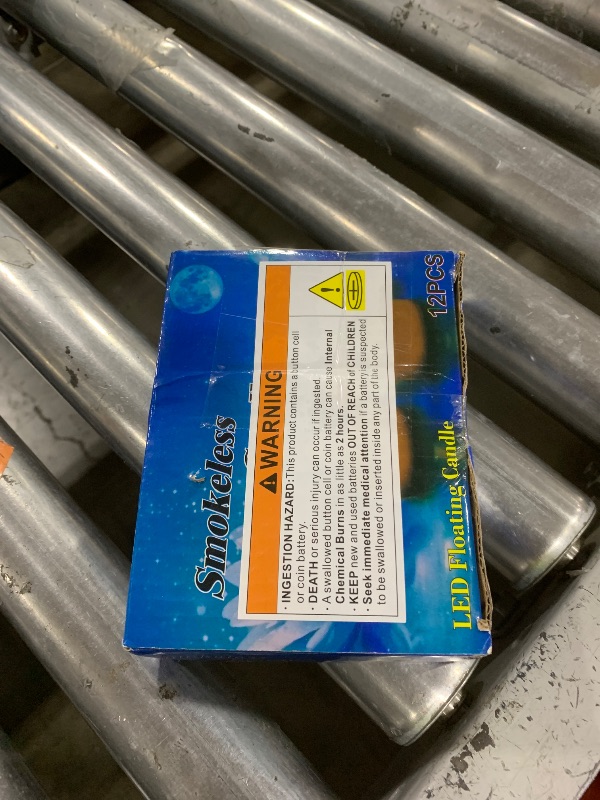 Smokeless
WARNING
· INGESTION HAZARD: This product contains a button cell
or coin battery.
· DEATH or serious injury can occur if ingested.
· A swallowed button cell or coin battery can cause Internal
Chemical Burns in as little as 2 hours.
· KEEP new and used batteries OUT OF REACH of CHILDREN
· Seek immediate medical attention if a battery is suspected
to be swallowed or inserted inside any part of the body.
12PCS
LED Floating Candle